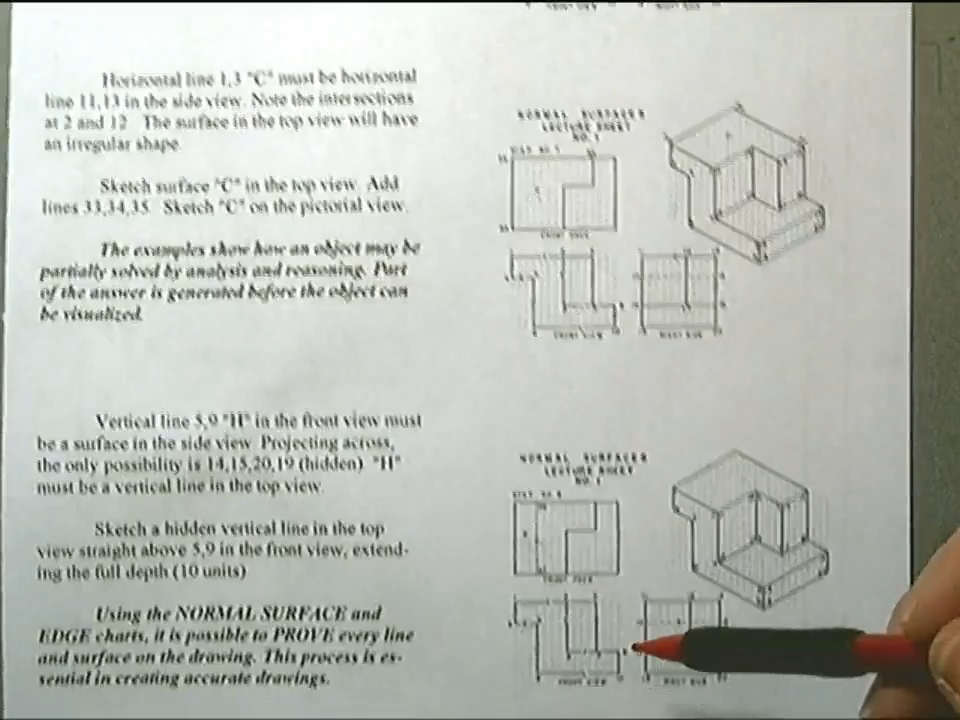 Horizontal line 1,3 "C" must be horizontal
line 11,13 in the side view. Note the intersections
at 2 and 12 The surface in the top view will have
an irregular shape.
Sketch surface "C" in the top view. Add
lines 33,34,35. Sketch "C" on the pictorial view.
The examples show how an object may be
partially solved by analysis and reasoning. Part
of the answer is generated before the object can
be visualized.
NORMAL SURFACES
LECTURE SHEET
NO. 1
FRONT VIEW
Vertical line 5,9 "H" in the front view must
be a surface in the side view. Projecting across,
the only possibility is 14,15,20,19 (hidden) "H"
must be a vertical line in the top view.
Sketch a hidden vertical line in the top
view straight above 5,9 in the front view, extend-
ing the full depth (10 units)
Using the NORMAL SURFACE and
EDGE charts, it is possible to PROVE every line
and surface on the drawing. This process is es-
sential in creating accurate drawings.
NORMAL SURFACES
LECTURE SHEET
NO. 1
FRONT VIEW